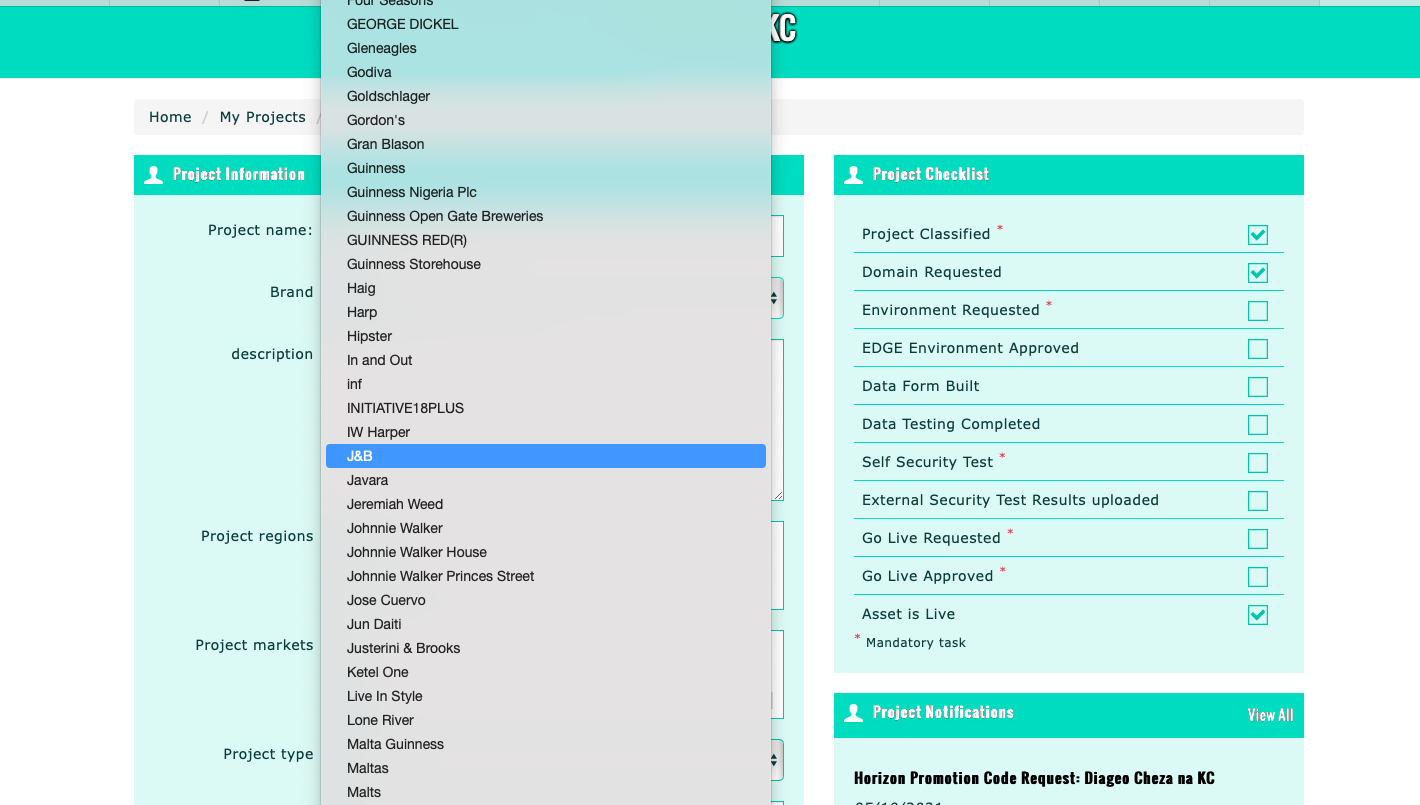 KC
Home / My Projects /
Project Information
Project name:
Brand
description
Project regions
Project markets
Project type
Four Seasons
GEORGE DICKEL
Gleneagles
Godiva
Goldschlager
Gordon's
Gran Blason
Guinness
Guinness Nigeria Plc
Guinness Open Gate Breweries
GUINNESS RED(R)
Guinness Storehouse
Haig
Harp
Hipster
In and Out
inf
INITIATIVE18PLUS
IW Harper
J&B
Javara
Jeremiah Weed
Johnnie Walker
Johnnie Walker House
Johnnie Walker Princes Street
Jose Cuervo
Jun Daiti
Justerini & Brooks
Ketel One
Live In Style
Lone River
Malta Guinness
Maltas
Malts
Project Checklist
Project Classified *
Domain Requested
Environment Requested *
EDGE Environment Approved
Data Form Built
Data Testing Completed
Self Security Test *
External Security Test Results uploaded
Go Live Requested *
Go Live Approved *
Asset is Live
* Mandatory task
Project Notifications View All
Horizon Promotion Code Request: Diageo Cheza na KC
05/10/2021